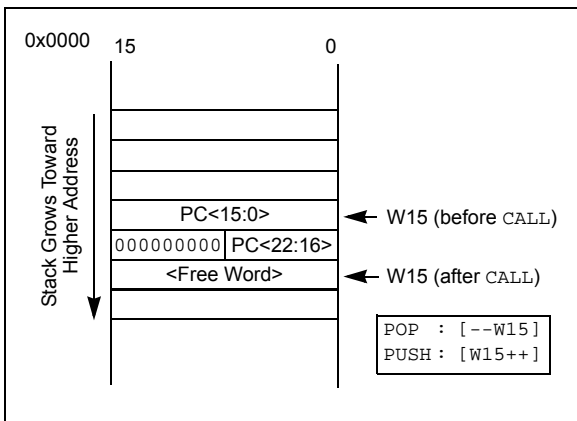 0x0000
15 0
Stack Grows Toward
Higher Address
PC<15:0>
W15 (before CALL)
000000000 PC<22:16>
<Free Word>
W15 (after CALL)
POP : [--W15]
PUSH : [W15++]